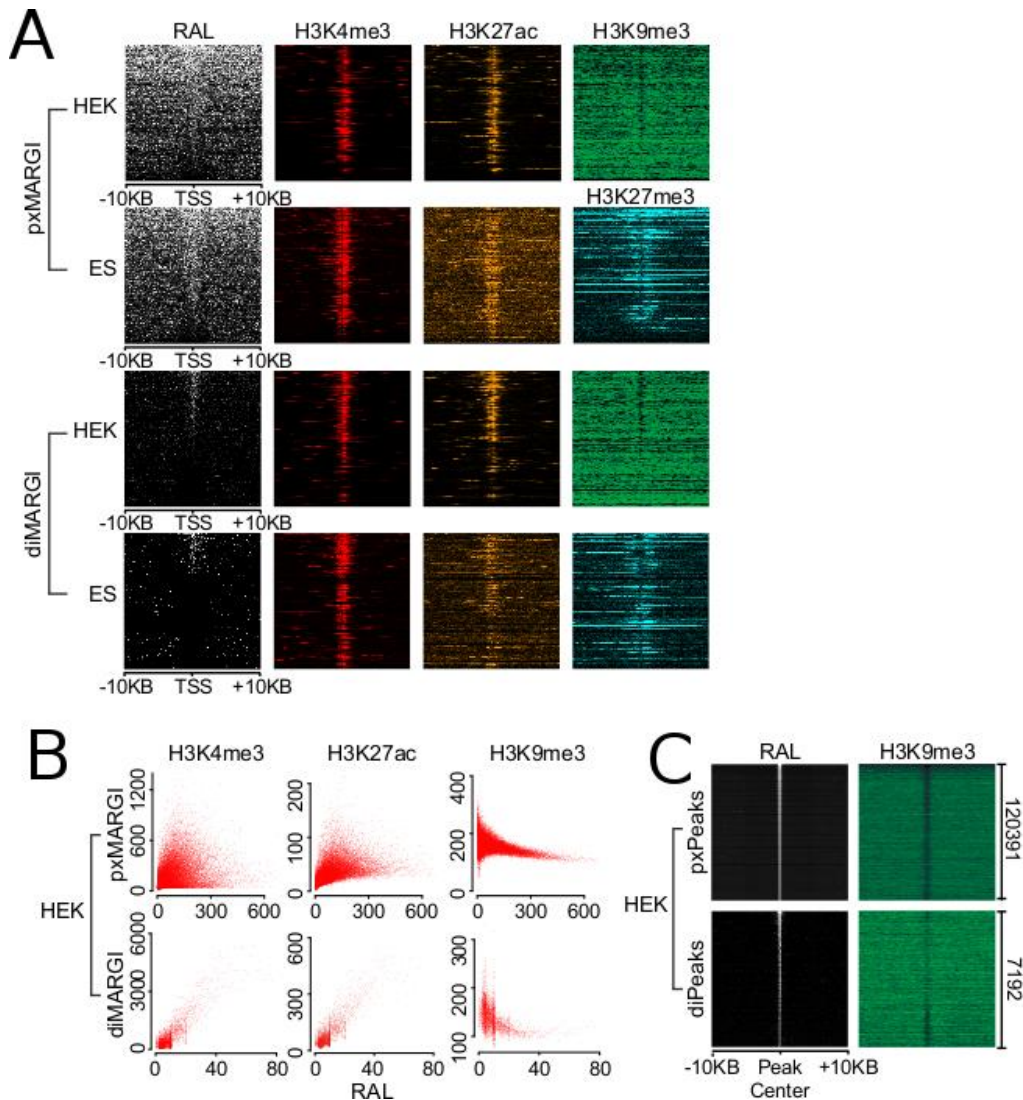 A
RAL H3K4me3 H3K27ac H3K9me3
pxMARGI
HEK
-10KB TSS +10KB
H3K27me3
ES
-10KB TSS +10KB
diMARGI
HEK
-10KB TSS +10KB
ES
-10KB TSS +10KB
B
H3K4me3 H3K27ac H3K9me3
HEK
pxMARGI
0 600 1200
0 100 200
0 200 400
0 300 600 0 300 600 0 300 600
diMARGI
0 3000 6000
0 100 200
100 200 300
0 40 80 0 40 80 0 40 80
RAL
C
RAL H3K9me3
HEK
pxPeaks
120391
diPeaks
7192
-10KB Peak +10KB
Center